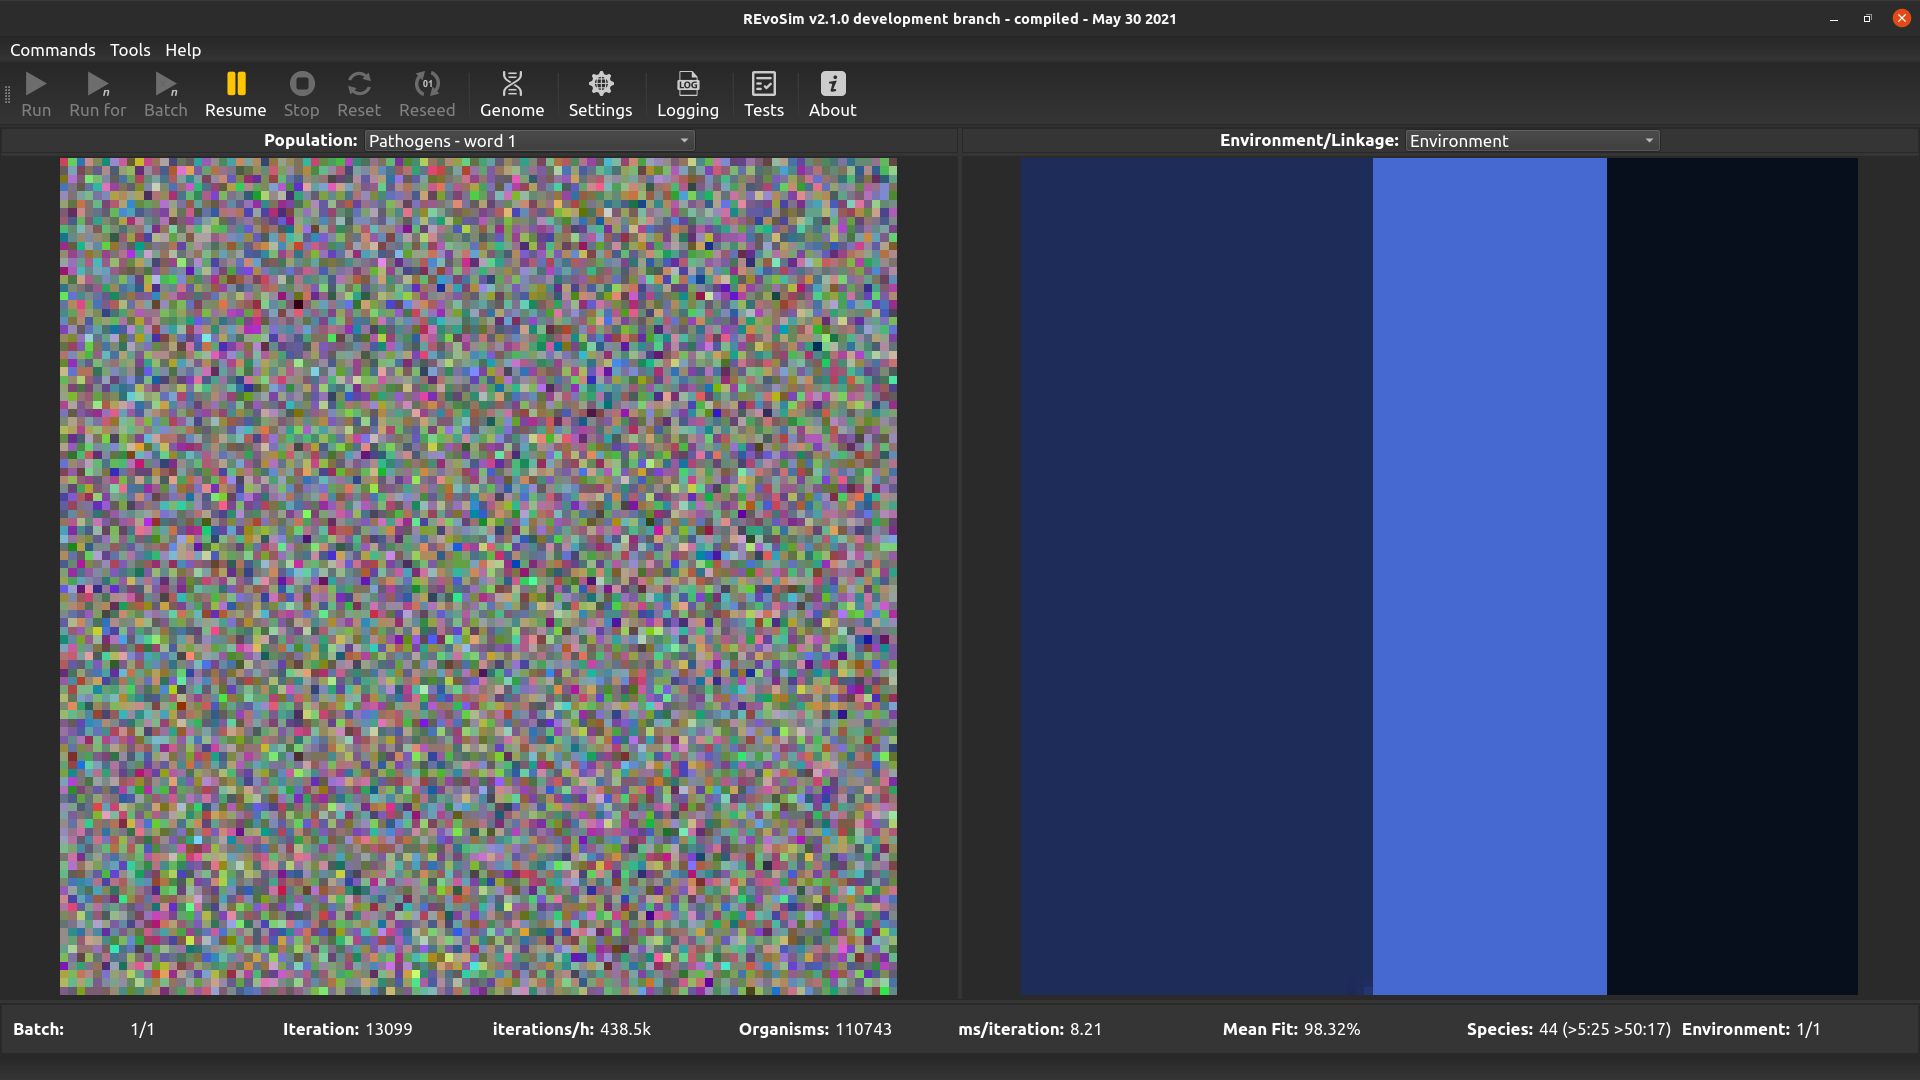 REvoSim v2.1.0 development branch - compiled - May 30 2021
Commands Tools Help
01 LOG i
n n
Run Run for Batch Resume Stop Reset Reseed Genome Settings Logging Tests About
Population: Pathogens - word 1 Environment/Linkage: Environment
Batch: 1/1 Iteration: 13099 iterations/h: 438.5k Organisms: 110743 ms/iteration: 8.21 Mean Fit: 98.32% Species: 44 (>5:25 >50:17) Environment: 1/1